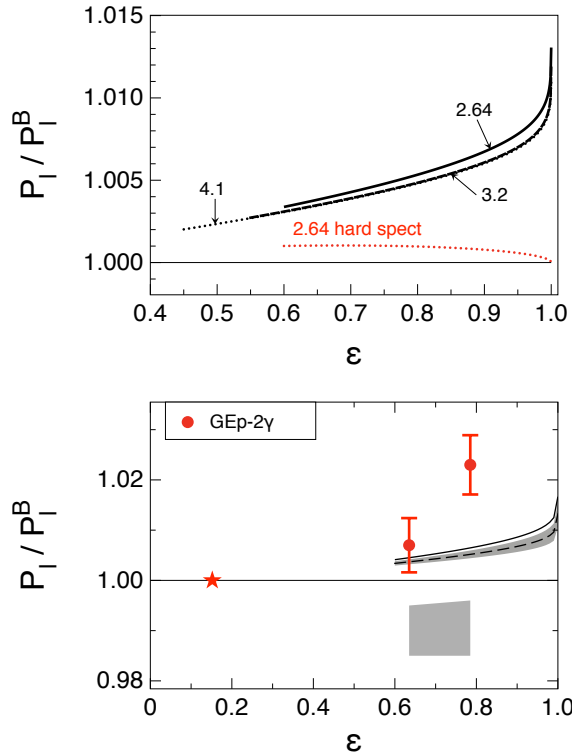 1.015
1.010
1.005
1.000
P_l / P_l^B
2.64
4.1
3.2
2.64 hard spect
0.4 0.5 0.6 0.7 0.8 0.9 1.0
ε
GEp-2γ
1.02
1.00
0.98
P_l / P_l^B
0 0.2 0.4 0.6 0.8 1.0
ε